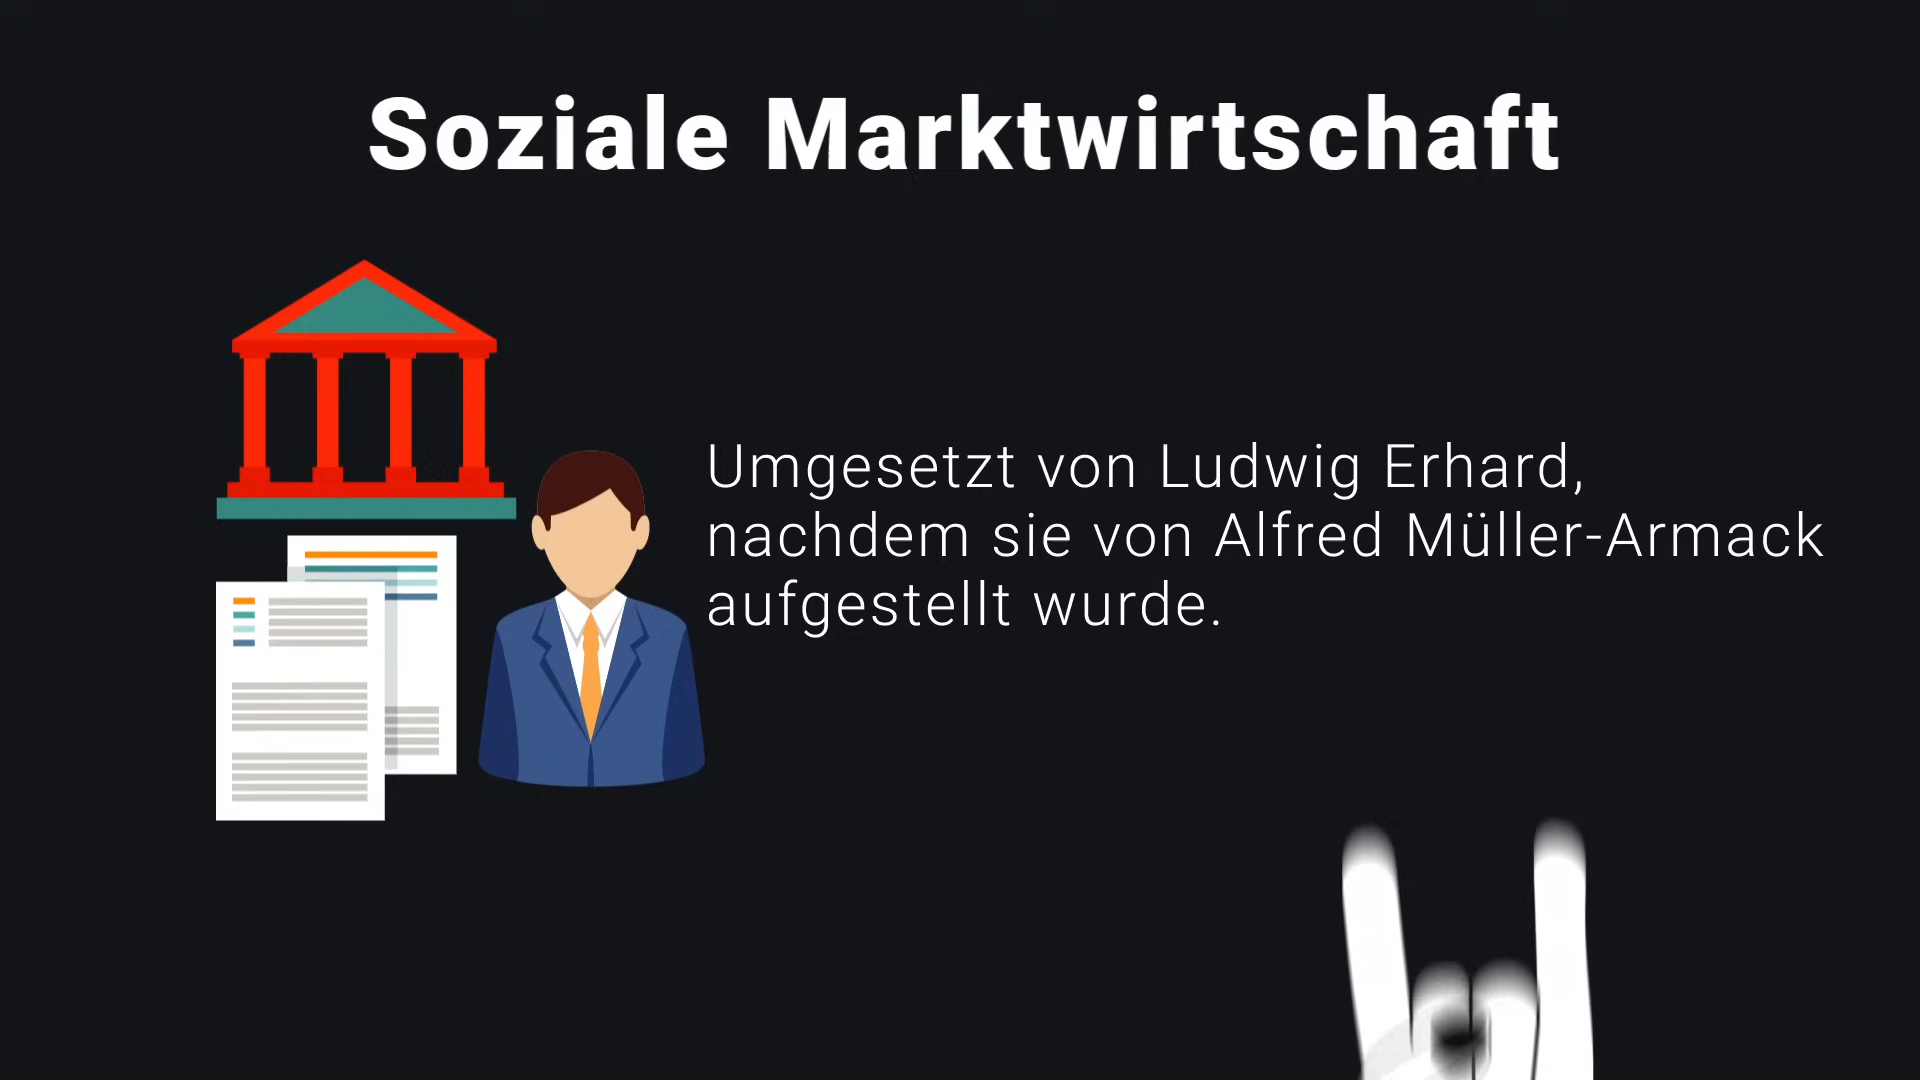 Soziale Marktwirtschaft
Umgesetzt von Ludwig Erhard,
nachdem sie von Alfred Müller-Armack
aufgestellt wurde.